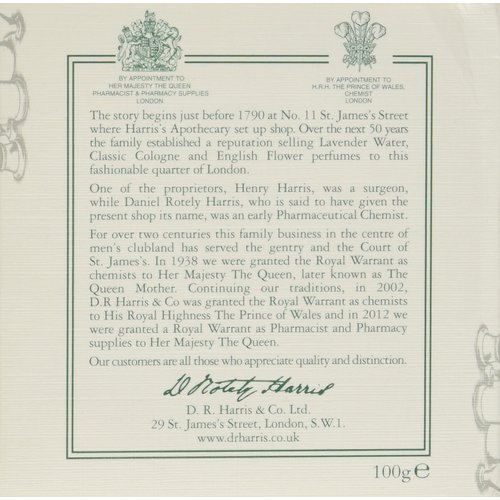 BY APPOINTMENT TO
HER MAJESTY THE QUEEN
PHARMACIST & PHARMACY SUPPLIES
LONDON
BY APPOINTMENT TO
H.R.H. THE PRINCE OF WALES,
CHEMIST
LONDON
The story begins just before 1790 at No. 11 St. James's Street
where Harris's Apothecary set up shop. Over the next 50 years
the family established a reputation selling Lavender Water,
Classic Cologne and English Flower perfumes to this
fashionable quarter of London.
One of the proprietors, Henry Harris, was a surgeon,
while Daniel Rotely Harris, who is said to have given the
present shop its name, was an early Pharmaceutical Chemist.
For over two centuries this family business in the centre of
men's clubland has served the gentry and the Court of
St. James's. In 1938 we were granted the Royal Warrant as
chemists to Her Majesty The Queen, later known as The
Queen Mother. Continuing our traditions, in 2002,
D.R Harris & Co was granted the Royal Warrant as chemists
to His Royal Highness The Prince of Wales and in 2012 we
were granted a Royal Warrant as Pharmacist and Pharmacy
supplies to Her Majesty The Queen.
Our customers are all those who appreciate quality and distinction.
D Rotely Harris
D. R. Harris & Co. Ltd.
29 St. James's Street, London, S.W.1.
www.drharris.co.uk
100g℮